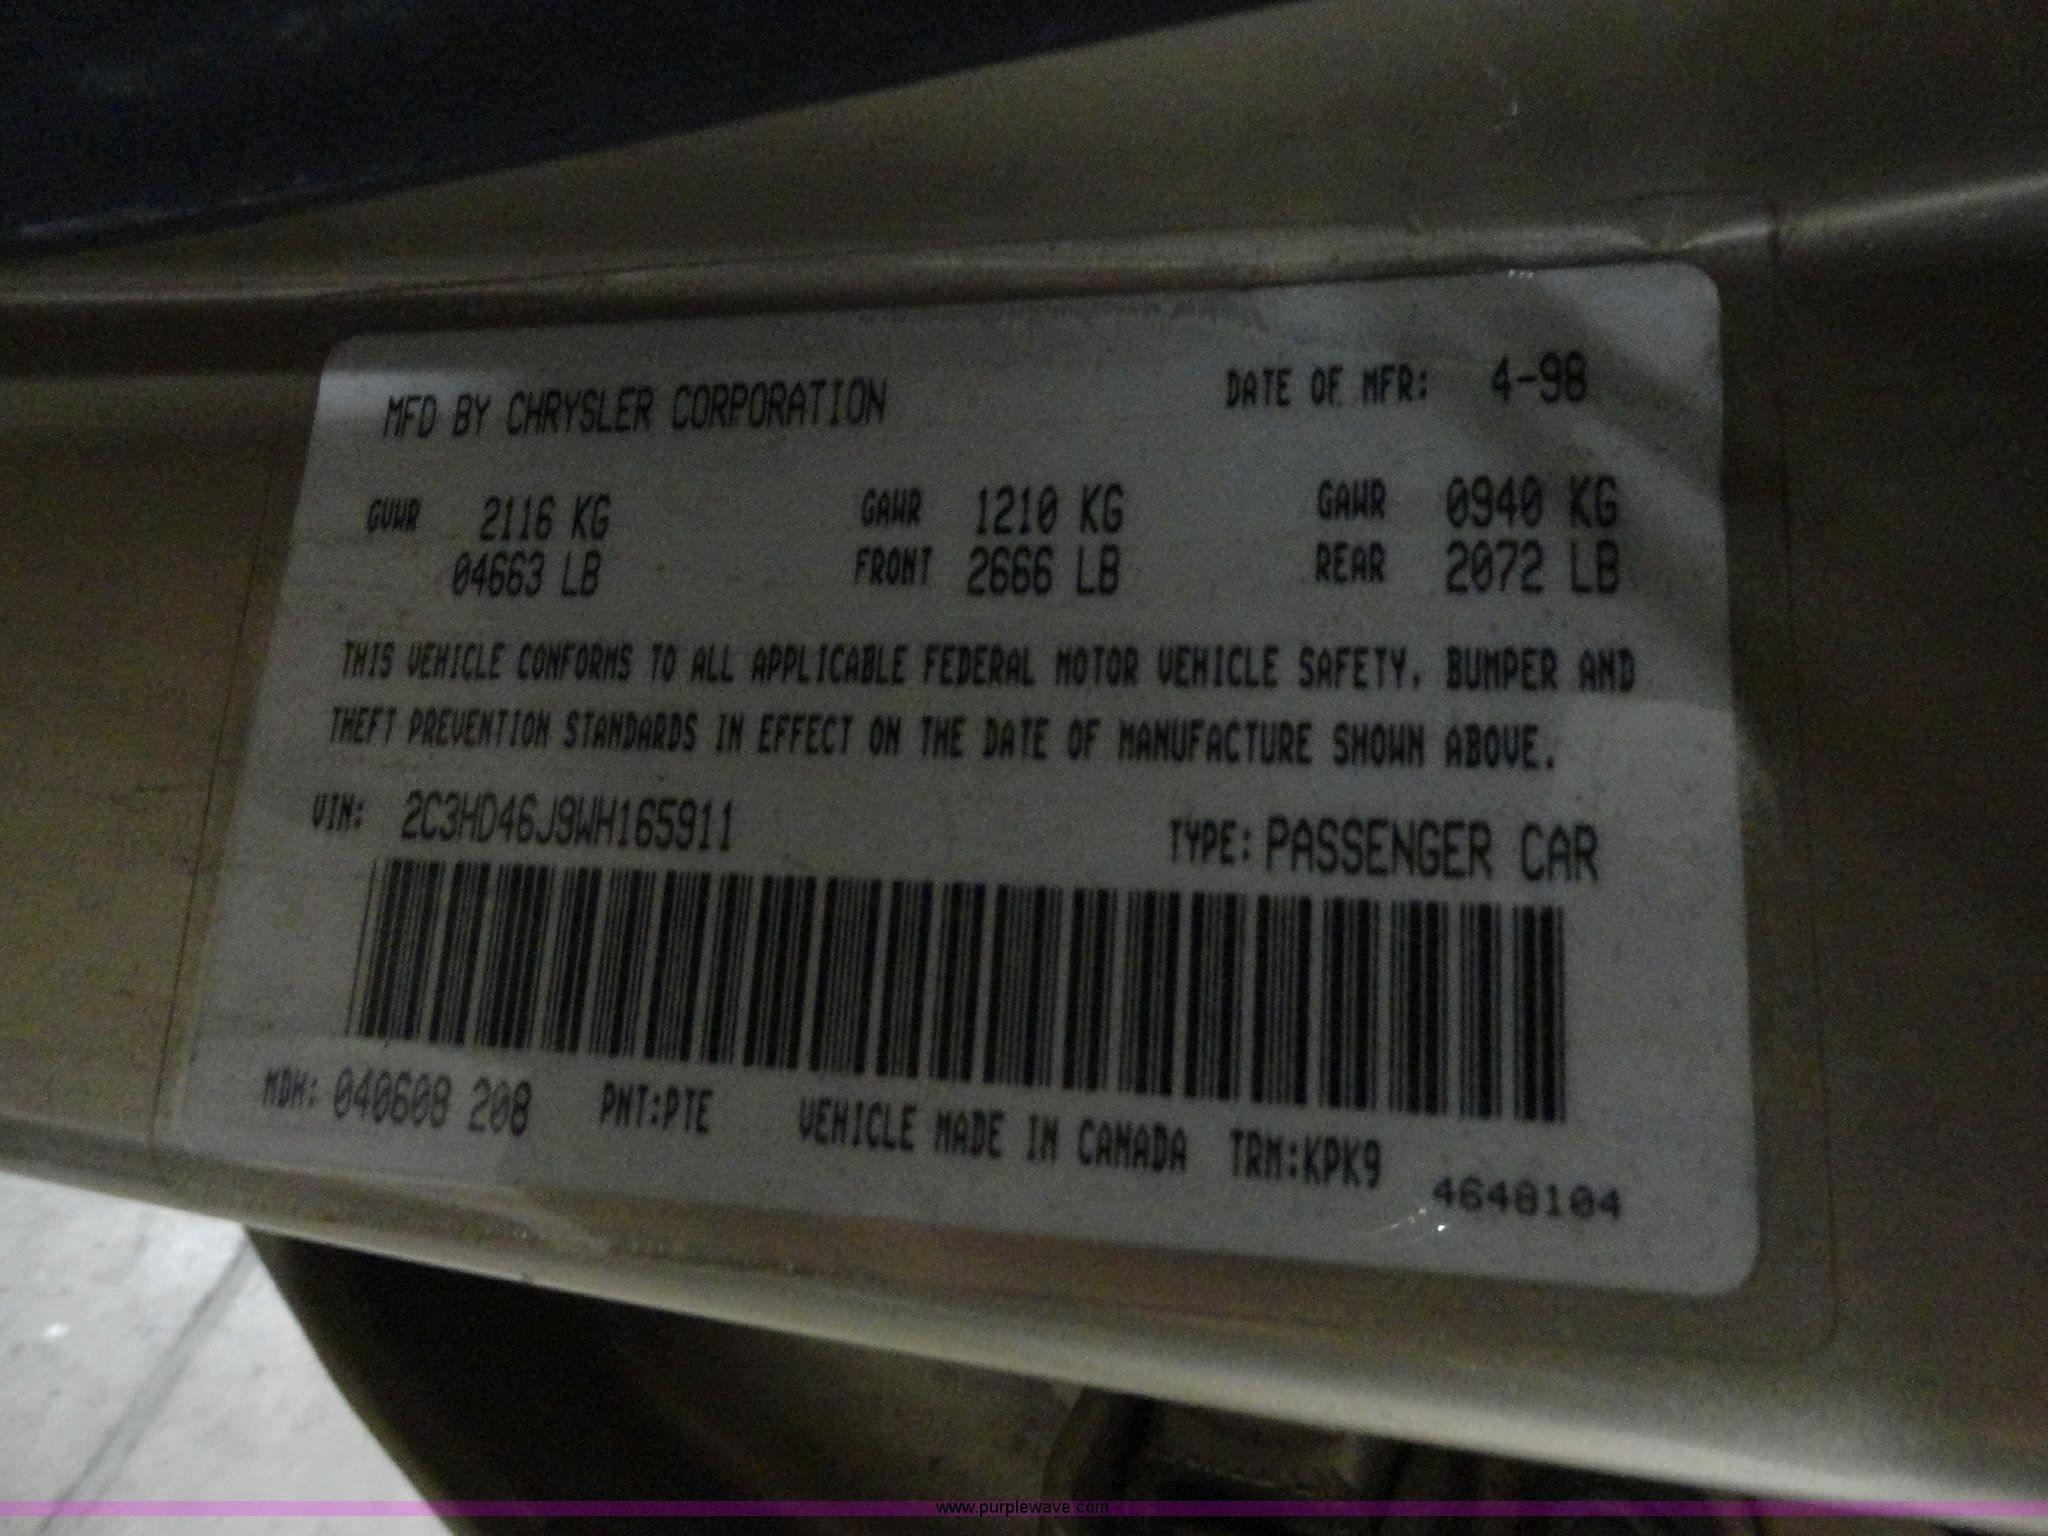 MFD BY CHRYSLER CORPORATION DATE OF MFR: 4-98
GVWR 2116 KG GAWR 1210 KG GAWR 0940 KG
04663 LB FRONT 2666 LB REAR 2072 LB
THIS VEHICLE CONFORMS TO ALL APPLICABLE FEDERAL MOTOR VEHICLE SAFETY, BUMPER AND
THEFT PREVENTION STANDARDS IN EFFECT ON THE DATE OF MANUFACTURE SHOWN ABOVE.
VIN: 2C3HD46J9WH165911 TYPE: PASSENGER CAR
MDH: 040608 208 PNT:PTE VEHICLE MADE IN CANADA TRM:KPK9
4648104
www.purplewave.com